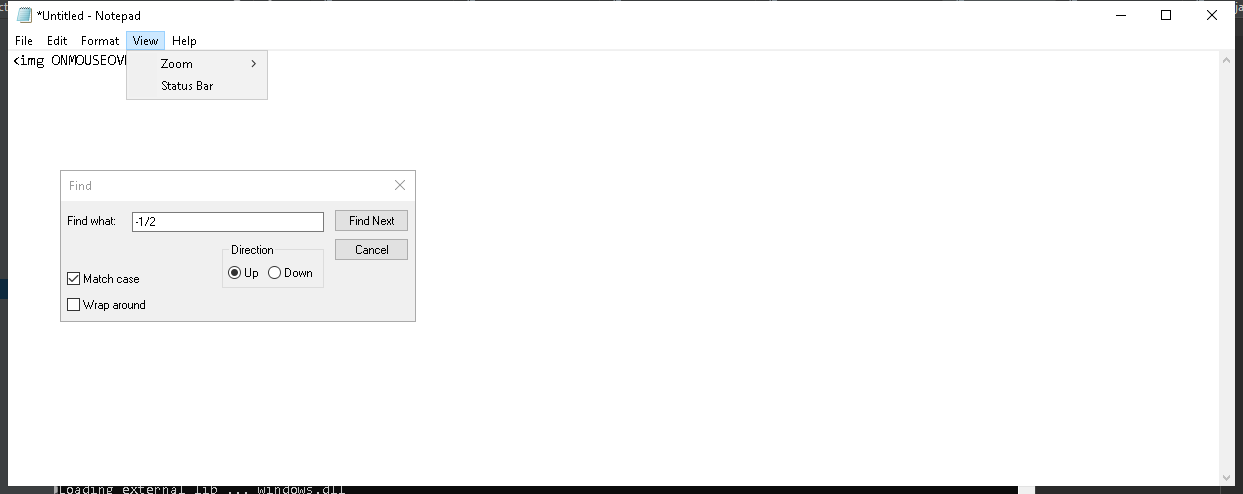 *Untitled - Notepad
File Edit Format View Help
<img ONMOUSEOV
Zoom
Status Bar
Find
Find what: -1/2 Find Next
Direction Cancel
Up Down
Match case
Wrap around
Loading external lib ... windows.dll